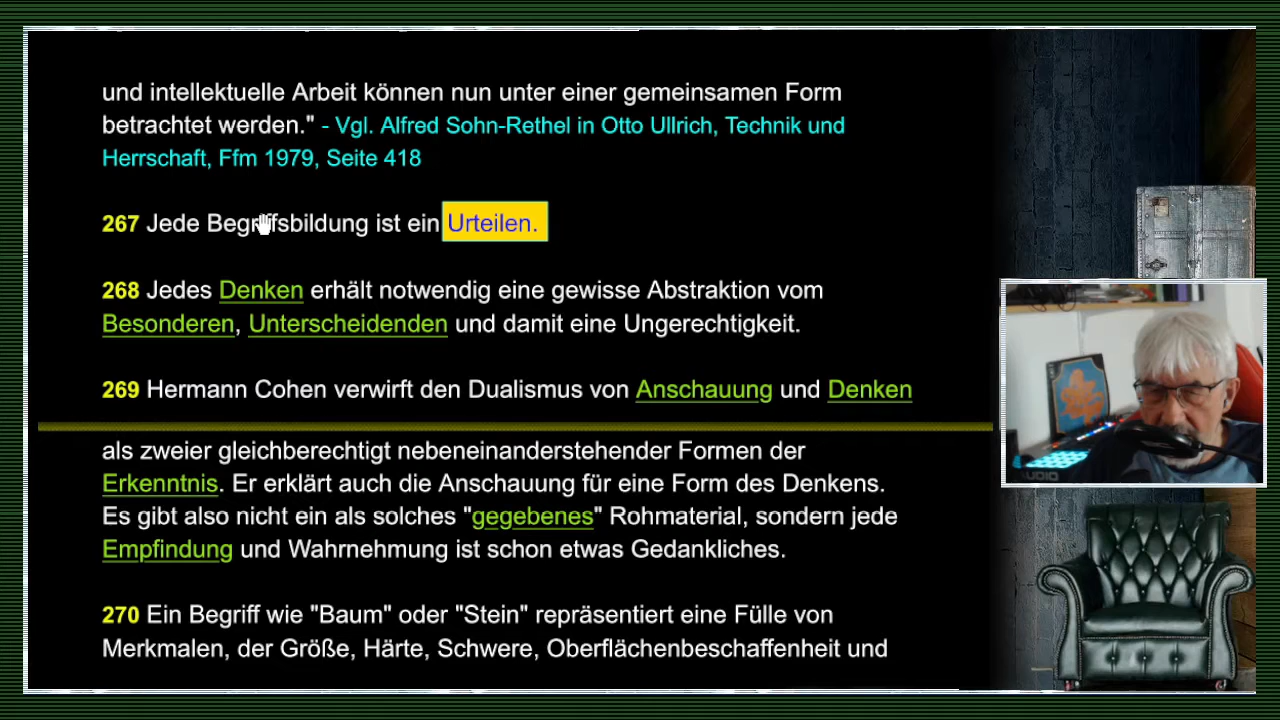 und intellektuelle Arbeit können nun unter einer gemeinsamen Form
betrachtet werden." - Vgl. Alfred Sohn-Rethel in Otto Ullrich, Technik und
Herrschaft, Ffm 1979, Seite 418
267 Jede Begriffsbildung ist ein Urteilen.
268 Jedes Denken erhält notwendig eine gewisse Abstraktion vom
Besonderen, Unterscheidenden und damit eine Ungerechtigkeit.
269 Hermann Cohen verwirft den Dualismus von Anschauung und Denken
als zweier gleichberechtigt nebeneinanderstehender Formen der
Erkenntnis. Er erklärt auch die Anschauung für eine Form des Denkens.
Es gibt also nicht ein als solches "gegebenes" Rohmaterial, sondern jede
Empfindung und Wahrnehmung ist schon etwas Gedankliches.
270 Ein Begriff wie "Baum" oder "Stein" repräsentiert eine Fülle von
Merkmalen, der Größe, Härte, Schwere, Oberflächenbeschaffenheit und